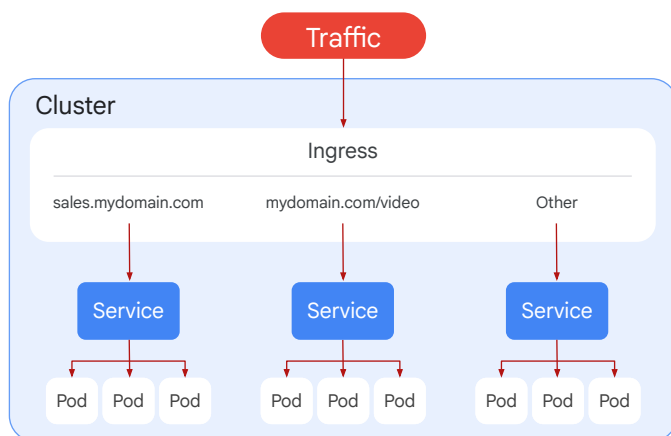 Traffic
Cluster
Ingress
sales.mydomain.com
mydomain.com/video
Other
Service
Service
Service
Pod
Pod
Pod
Pod
Pod
Pod
Pod
Pod
Pod